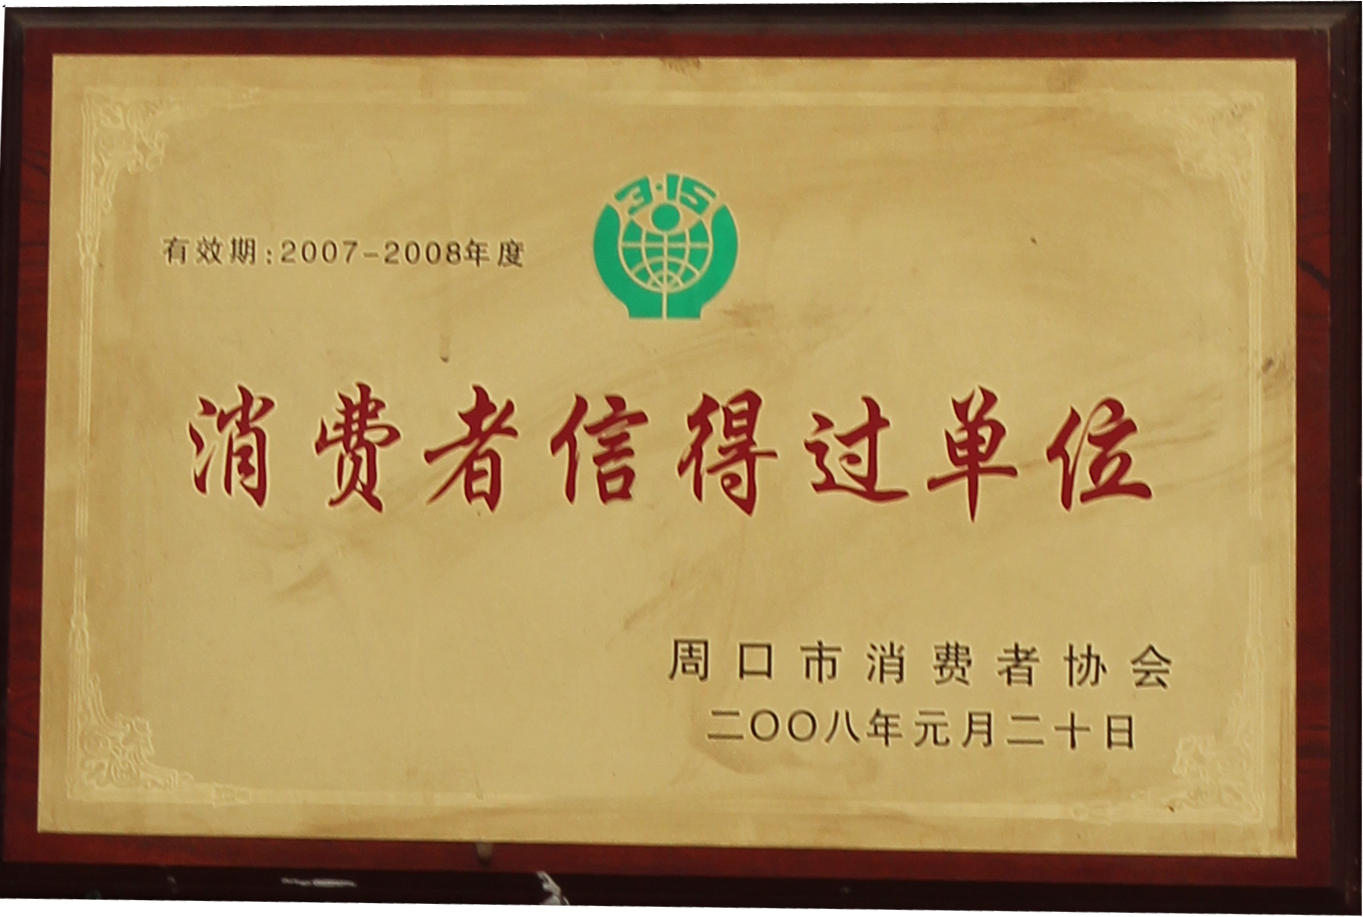 3·15
有效期:2007-2008年度
消费者信得过单位
周口市消费者协会
二〇〇八年元月二十日